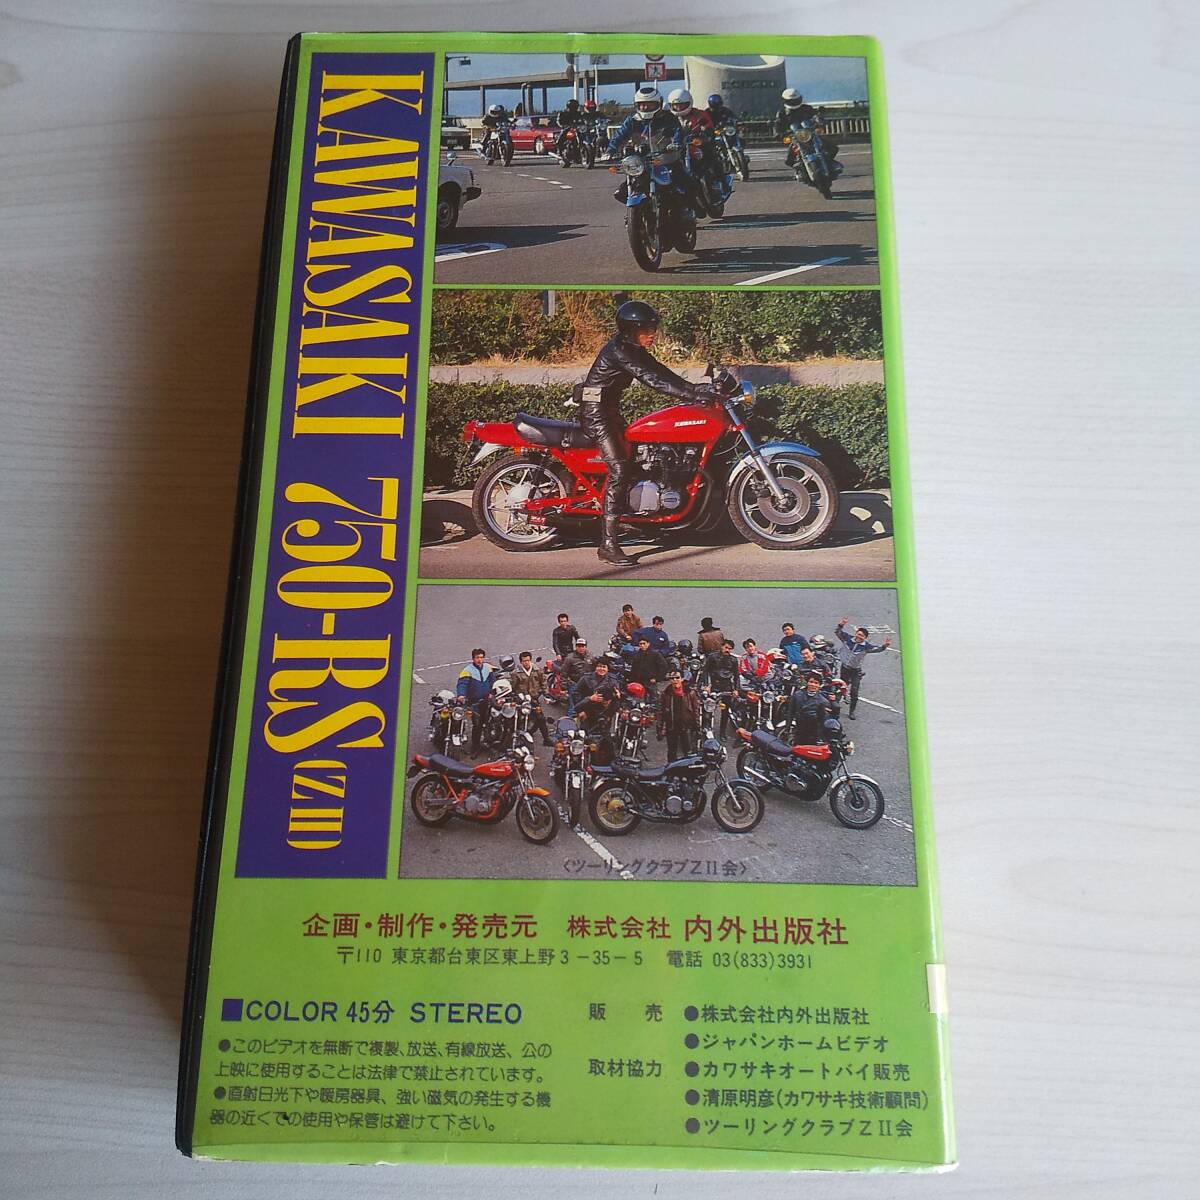 KAWASAKI 750-RS(ZII)
KAWASAKI
〈ツーリングクラブZⅡ会〉
企画・制作・発売元 株式会社 内外出版社
〒110 東京都台東区東上野3-35-5 電話 03(833)3931
■COLOR 45分 STEREO
●このビデオを無断で複製、放送、有線放送、公の
上映に使用することは法律で禁止されています。
●直射日光下や暖房器具、強い磁気の発生する機
器の近くでの使用や保管は避けて下さい。
販 売 ●株式会社内外出版社
●ジャパンホームビデオ
取材協力 ●カワサキオートバイ販売
●清原明彦(カワサキ技術顧問)
●ツーリングクラブZⅡ会